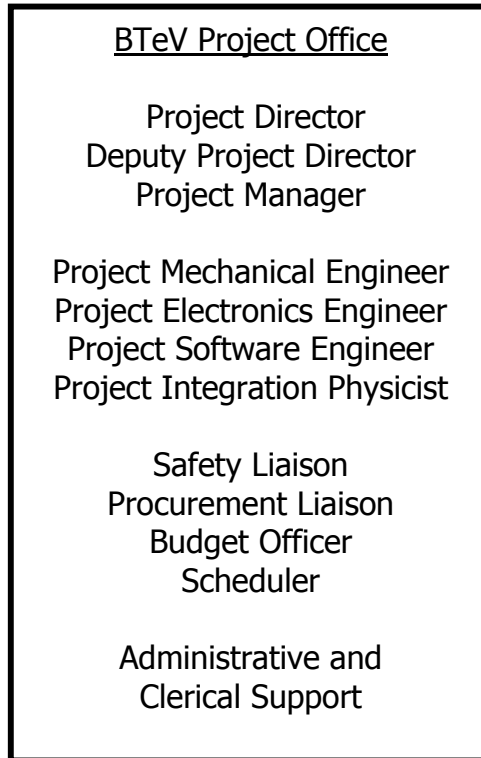 BTeV Project Office
Project Director
Deputy Project Director
Project Manager
Project Mechanical Engineer
Project Electronics Engineer
Project Software Engineer
Project Integration Physicist
Safety Liaison
Procurement Liaison
Budget Officer
Scheduler
Administrative and
Clerical Support